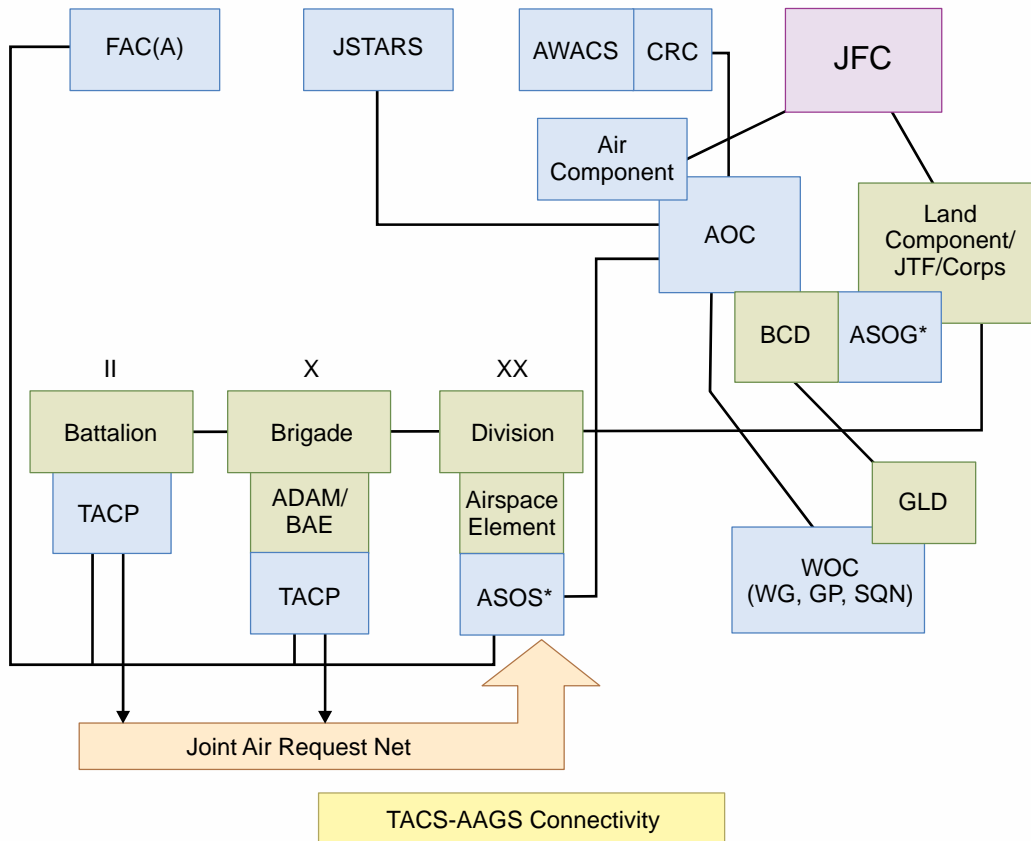 FAC(A)
JSTARS
AWACS
CRC
JFC
Air
Component
AOC
Land
Component/
JTF/Corps
BCD
ASOG*
II
X
XX
Battalion
Brigade
Division
TACP
ADAM/
BAE
Airspace
Element
GLD
TACP
ASOS*
WOC
(WG, GP, SQN)
Joint Air Request Net
TACS-AAGS Connectivity